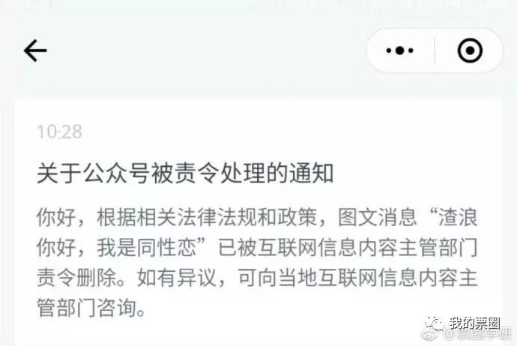 10:28
关于公众号被责令处理的通知
你好，根据相关法律法规和政策，图文消息“渣浪
你好，我是同性恋”已被互联网信息内容主管部门
责令删除。如有异议，可向当地互联网信息内容主
管部门咨询。
我的票圈